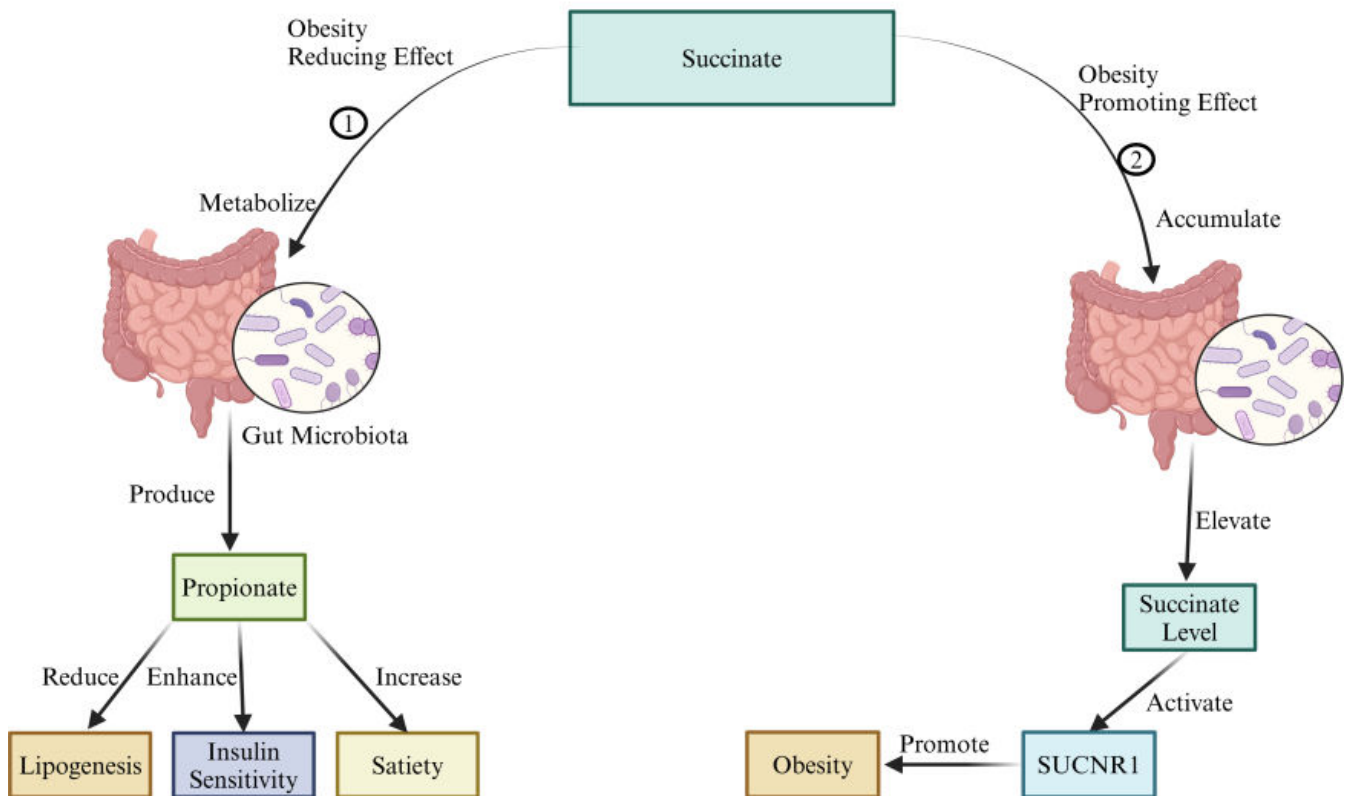 Succinate
Obesity
Reducing Effect
1
Metabolize
Gut Microbiota
Produce
Propionate
Reduce
Enhance
Increase
Lipogenesis
Insulin
Sensitivity
Satiety
Obesity
Promoting Effect
2
Accumulate
Elevate
Succinate
Level
Activate
SUCNR1
Promote
Obesity